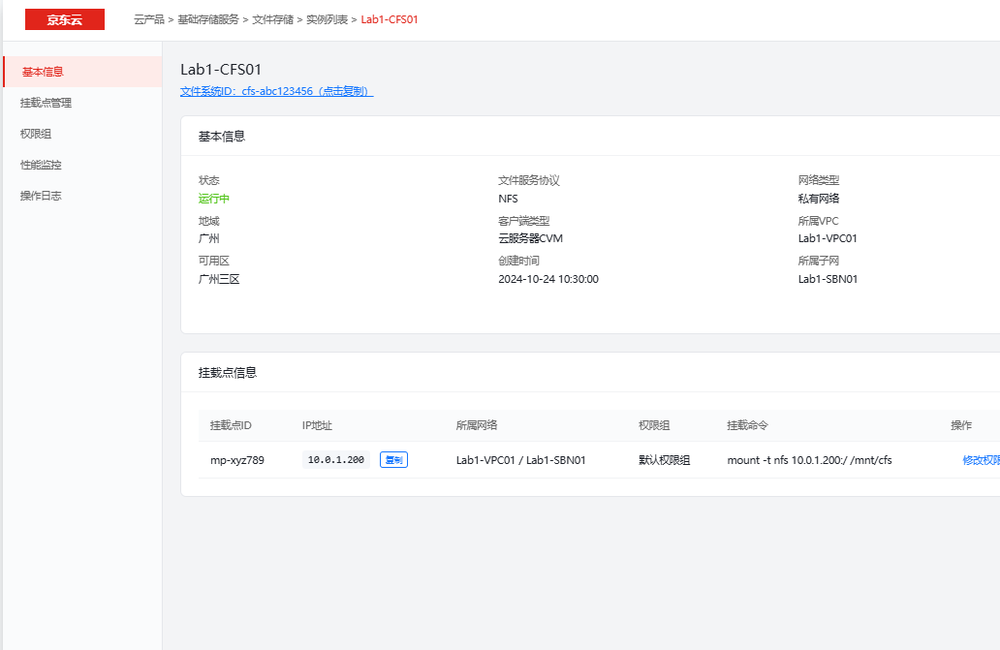 京东云
云产品 > 基础存储服务 > 文件存储 > 实例列表 > Lab1-CFS01
基本信息
挂载点管理
权限组
性能监控
操作日志
Lab1-CFS01
文件系统ID：cfs-abc123456（点击复制）
基本信息
状态 文件服务协议 网络类型
运行中 NFS 私有网络
地域 客户端类型 所属VPC
广州 云服务器CVM Lab1-VPC01
可用区 创建时间 所属子网
广州三区 2024-10-24 10:30:00 Lab1-SBN01
挂载点信息
挂载点ID IP地址 所属网络 权限组 挂载命令 操作
mp-xyz789 10.0.1.200 复制 Lab1-VPC01 / Lab1-SBN01 默认权限组 mount -t nfs 10.0.1.200:/ /mnt/cfs 修改权限